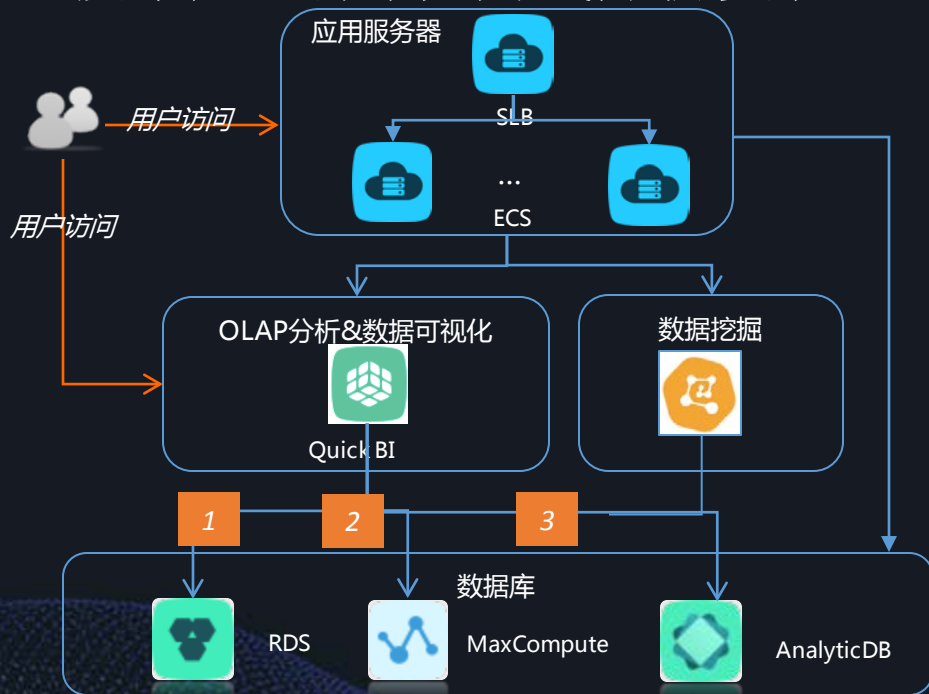 应用服务器
SLB
用户访问
...
ECS
用户访问
OLAP分析&数据可视化
数据挖掘
Quick BI
1
2
3
数据库
RDS
MaxCompute
AnalyticDB